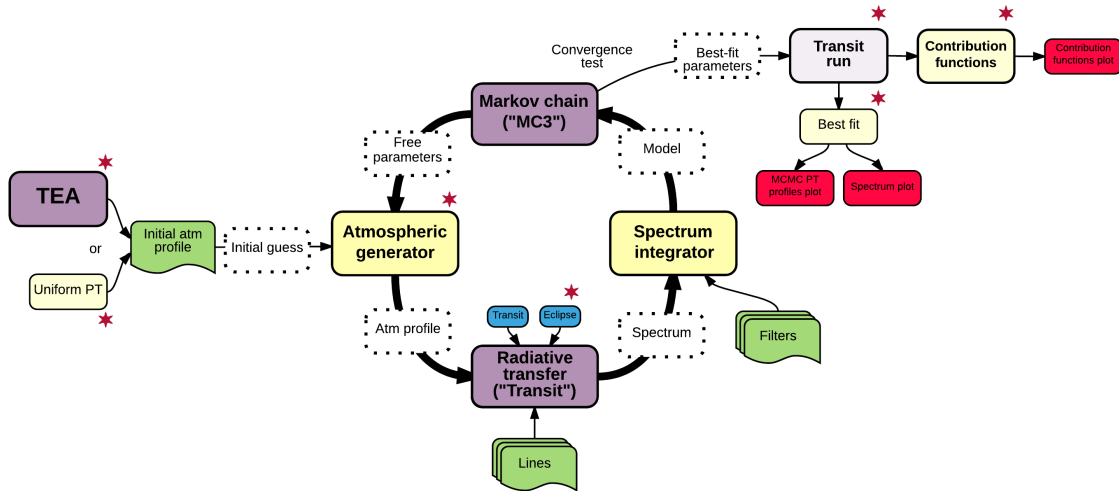 TEA
or
Uniform PT
Initial atm
profile
Initial guess
Atmospheric
generator
Free
parameters
Markov chain
("MC3")
Convergence
test
Best-fit
parameters
Transit
run
Contribution
functions
Contribution
functions plot
Best fit
MCMC PT
profiles plot
Spectrum plot
Model
Spectrum
integrator
Filters
Spectrum
Atm profile
Transit
Eclipse
Radiative
transfer
("Transit")
Lines